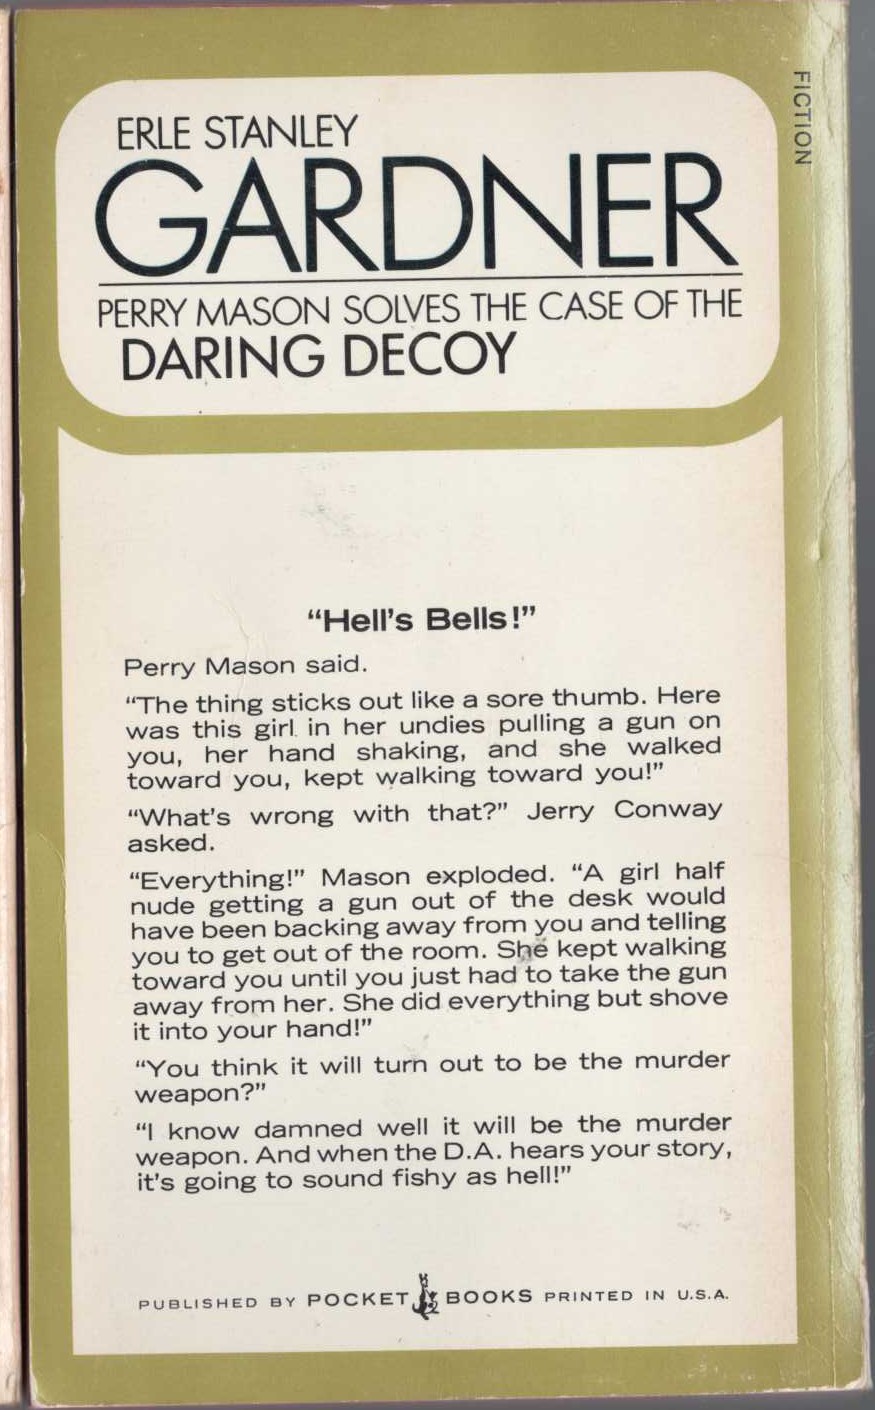 FICTION
ERLE STANLEY
GARDNER
PERRY MASON SOLVES THE CASE OF THE
DARING DECOY
“Hell's Bells!”
Perry Mason said.
“The thing sticks out like a sore thumb. Here
was this girl in her undies pulling a gun on
you, her hand shaking, and she walked
toward you, kept walking toward you!”
“What's wrong with that?” Jerry Conway
asked.
“Everything!” Mason exploded. “A girl half
nude getting a gun out of the desk would
have been backing away from you and telling
you to get out of the room. She kept walking
toward you until you just had to take the gun
away from her. She did everything but shove
it into your hand!”
“You think it will turn out to be the murder
weapon?”
“I know damned well it will be the murder
weapon. And when the D.A. hears your story,
it's going to sound fishy as hell!”
PUBLISHED BY POCKET BOOKS PRINTED IN U.S.A.